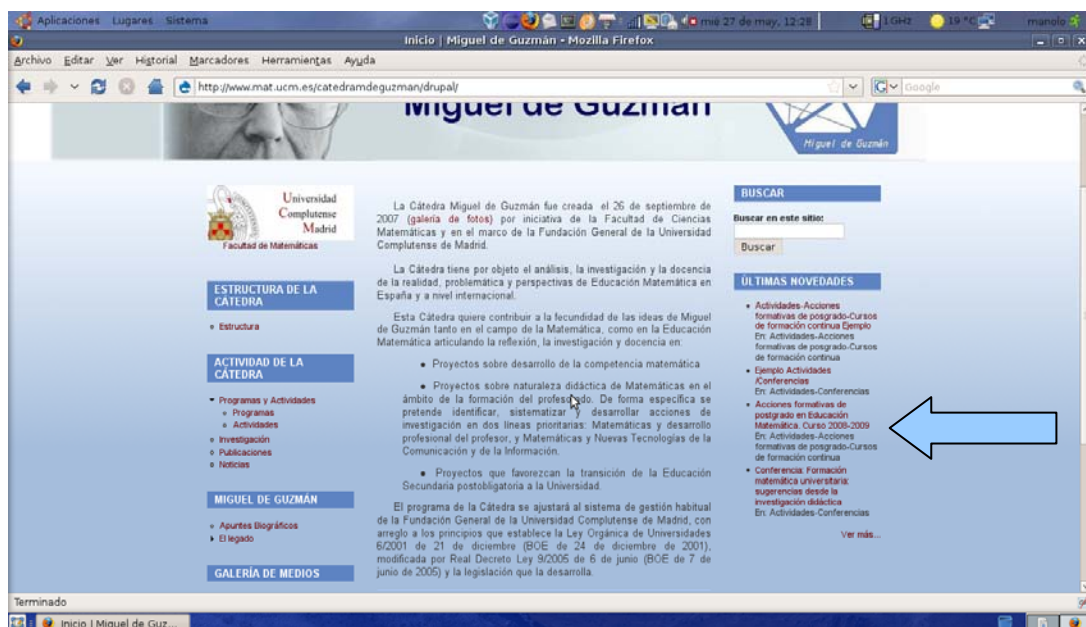 Aplicaciones Lugares Sistema
mié 27 de may, 12:28
1GHz
19 °C
manolo
Inicio | Miguel de Guzmán - Mozilla Firefox
Archivo Editar Ver Historial Marcadores Herramientas Ayuda
http://www.mat.ucm.es/catedramdeguzman/drupal/
Google
Miguel de Guzmán
Miguel de Guzmán
Universidad
Complutense
Madrid
Facultad de Matemáticas
ESTRUCTURA DE LA
CÁTEDRA
Estructura
ACTIVIDAD DE LA
CÁTEDRA
Programas y Actividades
Programas
Actividades
Investigación
Publicaciones
Noticias
MIGUEL DE GUZMÁN
Apuntes Biográficos
El legado
GALERÍA DE MEDIOS
La Cátedra Miguel de Guzmán fue creada el 26 de septiembre de
2007 (galería de fotos) por iniciativa de la Facultad de Ciencias
Matemáticas y en el marco de la Fundación General de la Universidad
Complutense de Madrid.
La Cátedra tiene por objeto el análisis, la investigación y la docencia
de la realidad, problemática y perspectivas de Educación Matemática en
España y a nivel internacional.
Esta Cátedra quiere contribuir a la fecundidad de las ideas de Miguel
de Guzmán tanto en el campo de la Matemática, como en la Educación
Matemática articulando la reflexión, la investigación y docencia en:
• Proyectos sobre desarrollo de la competencia matemática
• Proyectos sobre naturaleza didáctica de Matemáticas en el
ámbito de la formación del profesorado. De forma específica se
pretende identificar, sistematizar y desarrollar acciones de
investigación en dos líneas prioritarias: Matemáticas y desarrollo
profesional del profesor, y Matemáticas y Nuevas Tecnologías de la
Comunicación y de la Información.
• Proyectos que favorezcan la transición de la Educación
Secundaria postobligatoria a la Universidad.
El programa de la Cátedra se ajustará al sistema de gestión habitual
de la Fundación General de la Universidad Complutense de Madrid, con
arreglo a los principios que establece la Ley Orgánica de Universidades
6/2001 de 21 de diciembre (BOE de 24 de diciembre de 2001),
modificada por Real Decreto Ley 9/2005 de 6 de junio (BOE de 7 de
junio de 2005) y la legislación que la desarrolla.
BUSCAR
Buscar en este sitio:
Buscar
ÚLTIMAS NOVEDADES
• Actividades-Acciones
formativas de posgrado-Cursos
de formación continua Ejemplo
En: Actividades-Acciones
formativas de posgrado-Cursos
de formación continua
• Ejemplo Actividades
/Conferencias
En: Actividades-Conferencias
• Acciones formativas de
postgrado en Educación
Matemática. Curso 2008-2009
En: Actividades-Acciones
formativas de posgrado-Cursos
de formación continua
• Conferencia: Formación
matemática universitaria:
sugerencias desde la
investigación didáctica
En: Actividades-Conferencias
Ver más...
Terminado
Inicio | Miguel de Guz...